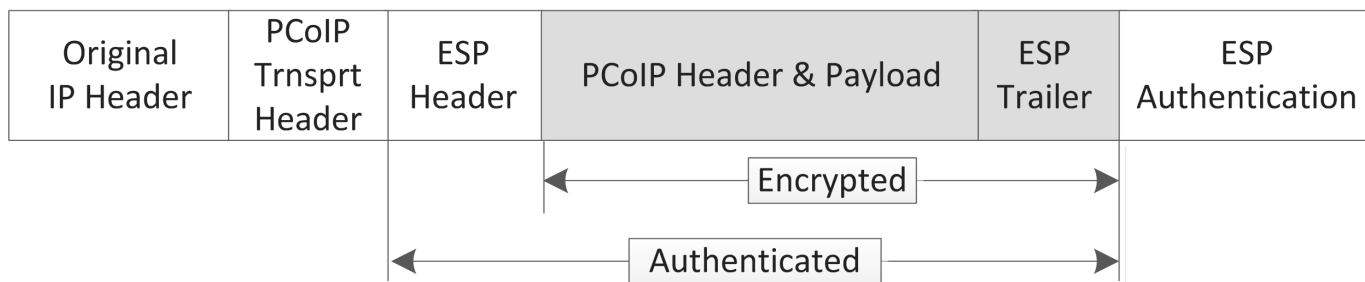 Original
IP Header
PCoIP
Trnsprt
Header
ESP
Header
PCoIP Header & Payload
ESP
Trailer
ESP
Authentication
Encrypted
Authenticated